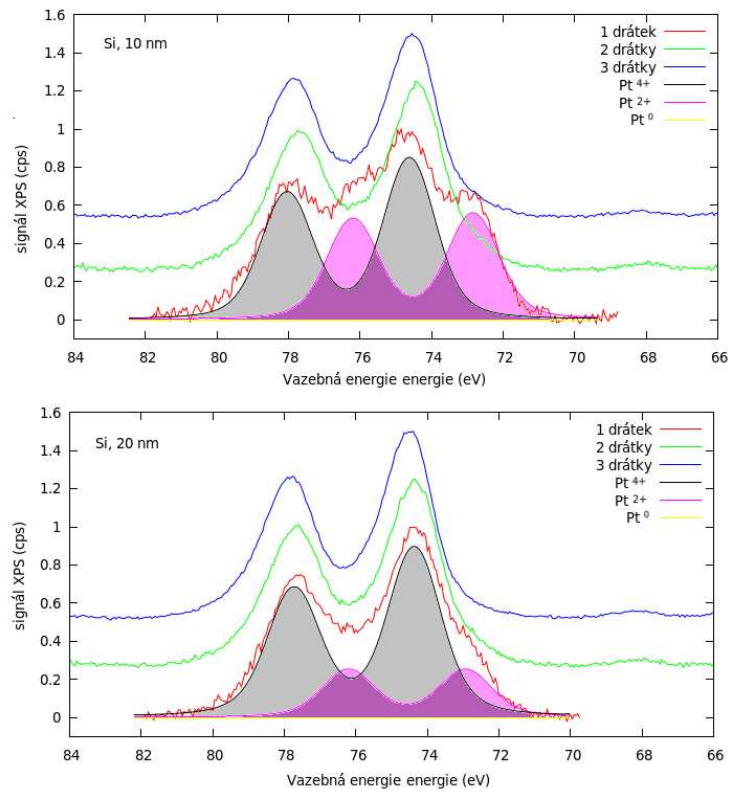 Si, 10 nm
1 drátek
2 drátky
3 drátky
Pt 4+
Pt 2+
Pt 0
signál XPS (cps)
1.6
1.4
1.2
1
0.8
0.6
0.4
0.2
0
84 82 80 78 76 74 72 70 68 66
Vazebná energie energie (eV)
Si, 20 nm
1 drátek
2 drátky
3 drátky
Pt 4+
Pt 2+
Pt 0
signál XPS (cps)
1.6
1.4
1.2
1
0.8
0.6
0.4
0.2
0
84 82 80 78 76 74 72 70 68 66
Vazebná energie energie (eV)